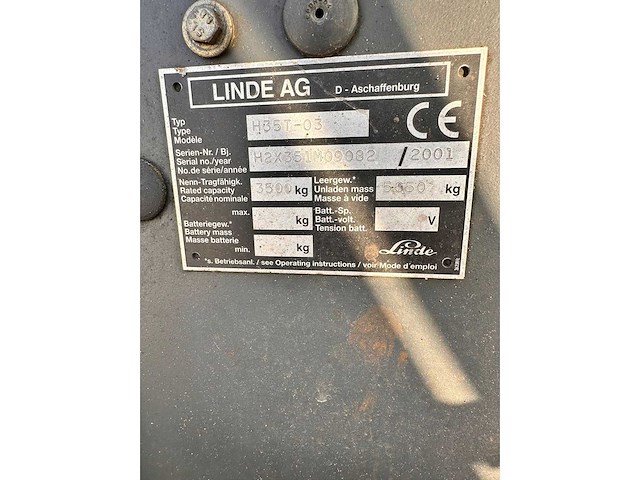 LINDE AG D - Aschaffenburg
CE
Typ
Type
Modèle
H35T-03
Serien-Nr. / Bj.
Serial no./year
No.de série/année
/ 2001
Nenn-Tragfähigk.
Rated capacity
Capacité nominale
3500 kg
Leergew.*
Unladen mass
Masse à vide
kg
Batteriegew.*
Battery mass
Masse batterie
max. kg
min. kg
Batt.-Sp.
Batt.-volt.
Tension batt.
V
Linde
*s. Betriebsanl. / see Operating instructions / voir Mode d'emploi